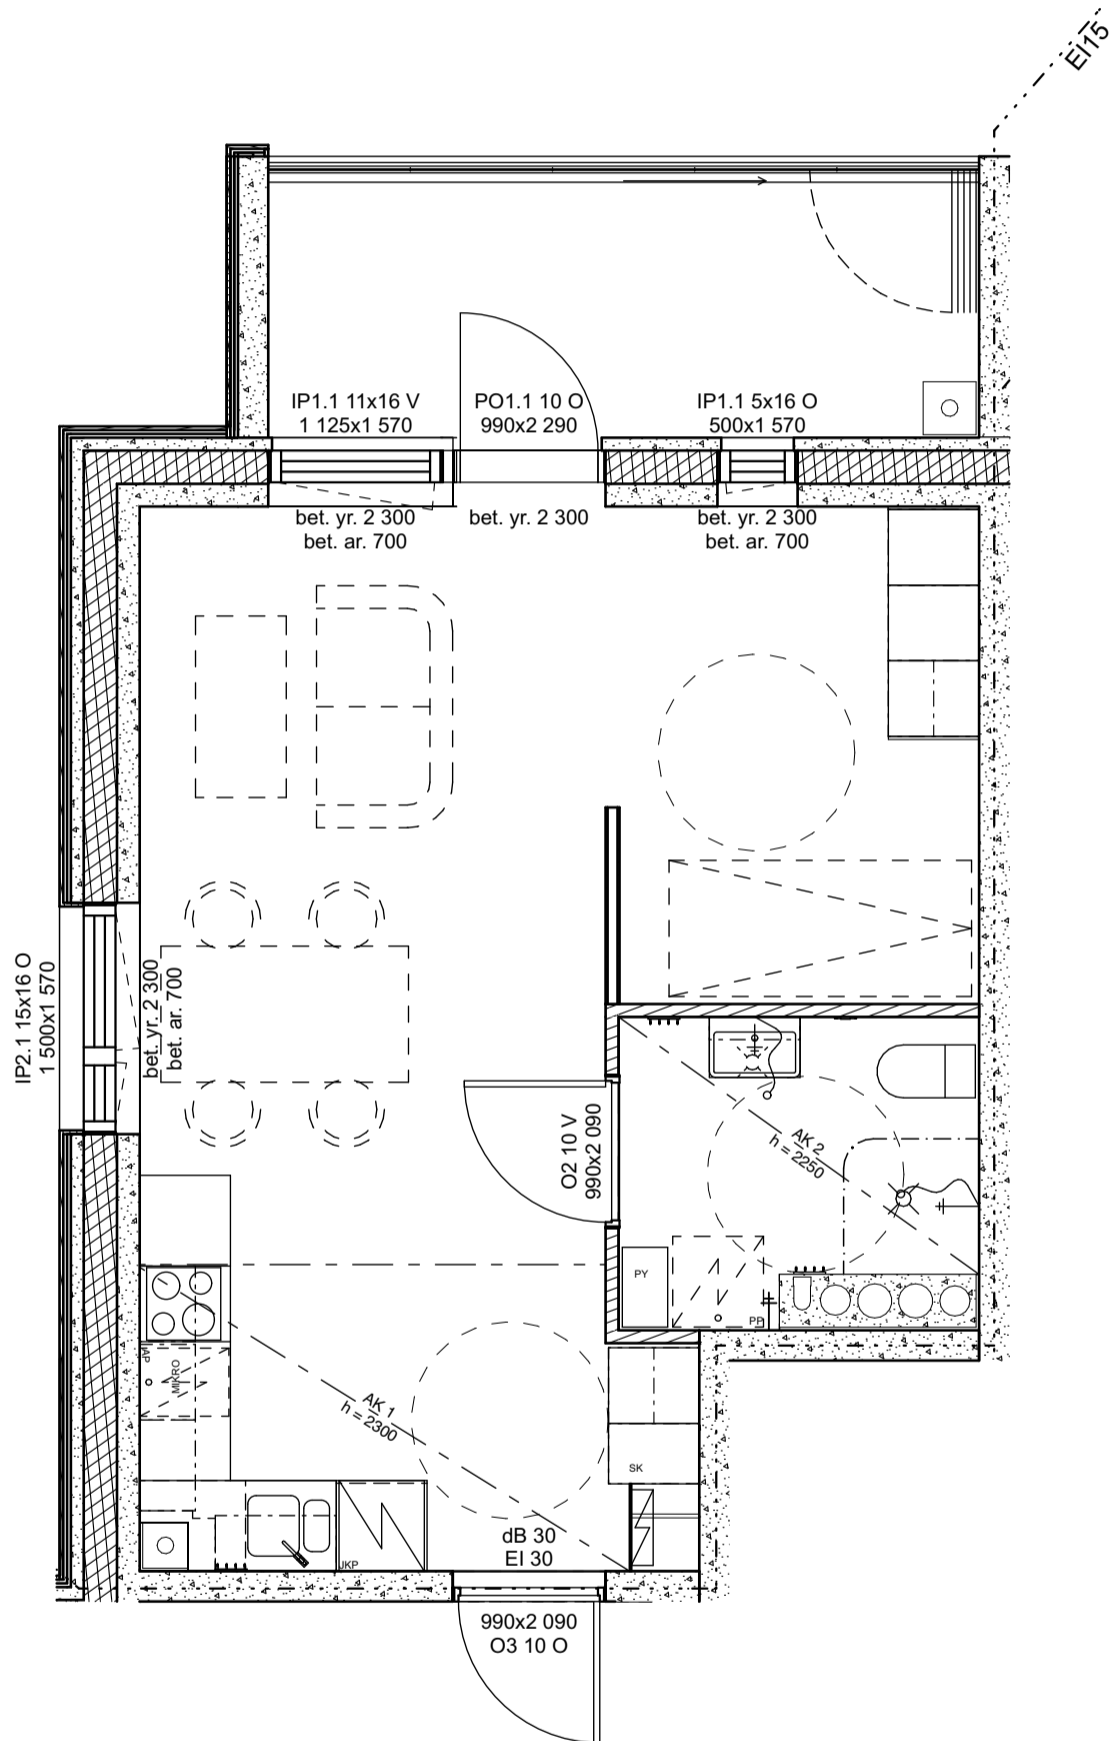 EI15
IP1.1 11x16 V
1 125x1 570
PO1.1 10 O
990x2 290
IP1.1 5x16 O
500x1 570
bet. yr. 2 300
bet. ar. 700
bet. yr. 2 300
bet. yr. 2 300
bet. ar. 700
IP2.1 15x16 O
1 500x1 570
bet. yr. 2 300
bet. ar. 700
O2 10 V
990x2 090
AK 2
h = 2250
PY
PP
AP
MIKRO
AK 1
h = 2300
SK
JKP
dB 30
EI 30
990x2 090
O3 10 O